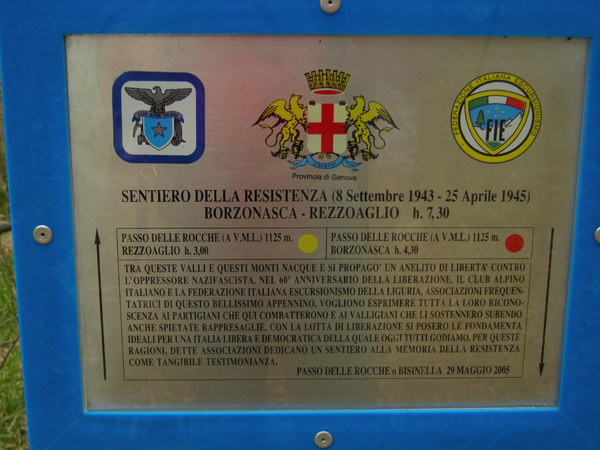 FEDERAZIONE ITALIANA ESCURSIONISMO
FIE
Provincia di Genova
SENTIERO DELLA RESISTENZA (8 Settembre 1943 - 25 Aprile 1945)
BORZONASCA - REZZOAGLIO h. 7,30
PASSO DELLE ROCCHE (A V.M.L.) 1125 m.
REZZOAGLIO h. 3,00
PASSO DELLE ROCCHE (A V.M.L.) 1125 m.
BORZONASCA h. 4,30
TRA QUESTE VALLI E QUESTI MONTI NACQUE E SI PROPAGO' UN ANELITO DI LIBERTA' CONTRO
L'OPPRESSORE NAZIFASCISTA. NEL 60° ANNIVERSARIO DELLA LIBERAZIONE, IL CLUB ALPINO
ITALIANO E LA FEDERAZIONE ITALIANA ESCURSIONISMO DELLA LIGURIA, ASSOCIAZIONI FREQUEN-
TATRICI DI QUESTO BELLISSIMO APPENNINO, VOGLIONO ESPRIMERE TUTTA LA LORO RICONO-
SCENZA AI PARTIGIANI CHE QUI COMBATTERONO E AI VALLIGIANI CHE LI SOSTENNERO SUBENDO
ANCHE SPIETATE RAPPRESAGLIE. CON LA LOTTA DI LIBERAZIONE SI POSERO LE FONDAMENTA
IDEALI PER UNA ITALIA LIBERA E DEMOCRATICA DELLA QUALE OGGI TUTTI GODIAMO. PER QUESTE
RAGIONI, DETTE ASSOCIAZIONI DEDICANO UN SENTIERO ALLA MEMORIA DELLA RESISTENZA
COME TANGIBILE TESTIMONIANZA.
PASSO DELLE ROCCHE o BISINELLA 29 MAGGIO 2005